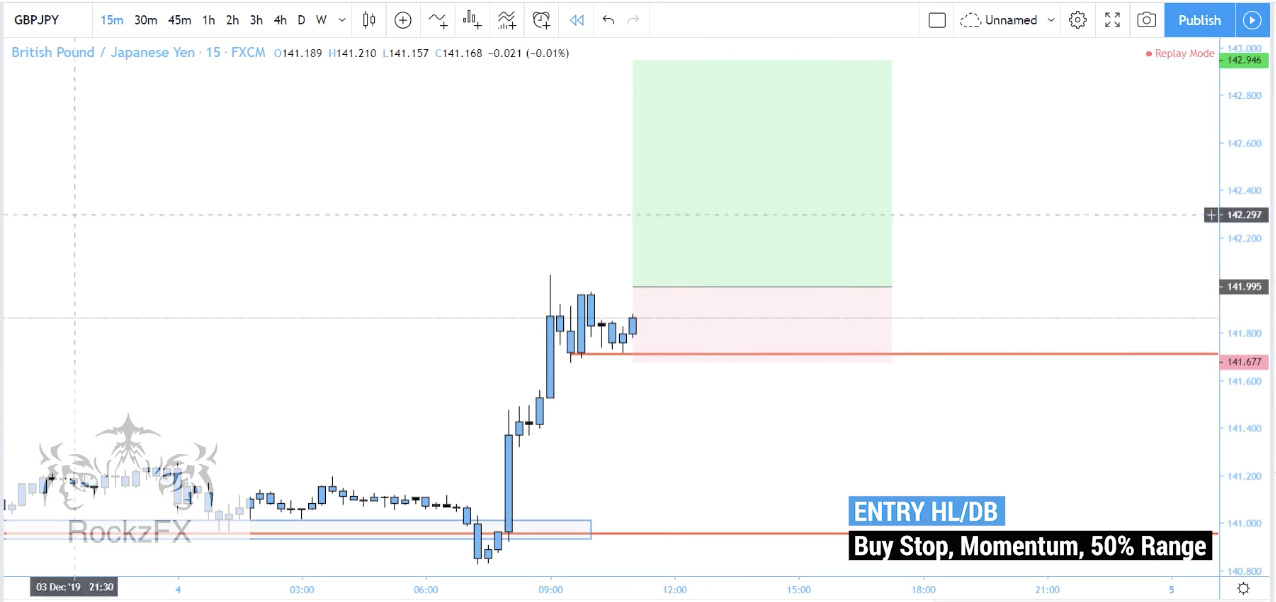 GBPJPY 15m 30m 45m 1h 2h 3h 4h D W Unnamed Publish
British Pound / Japanese Yen · 15 · FXCM O141.189 H141.210 L141.157 C141.168 -0.021 (-0.01%)
Replay Mode
143.000
142.946
142.800
142.600
142.400
142.297
142.200
141.995
141.800
141.677
141.600
141.400
141.200
141.000
140.800
RockzFX
ENTRY HL/DB
Buy Stop, Momentum, 50% Range
03 Dec '19 21:30 4 03:00 06:00 09:00 12:00 15:00 18:00 21:00 5